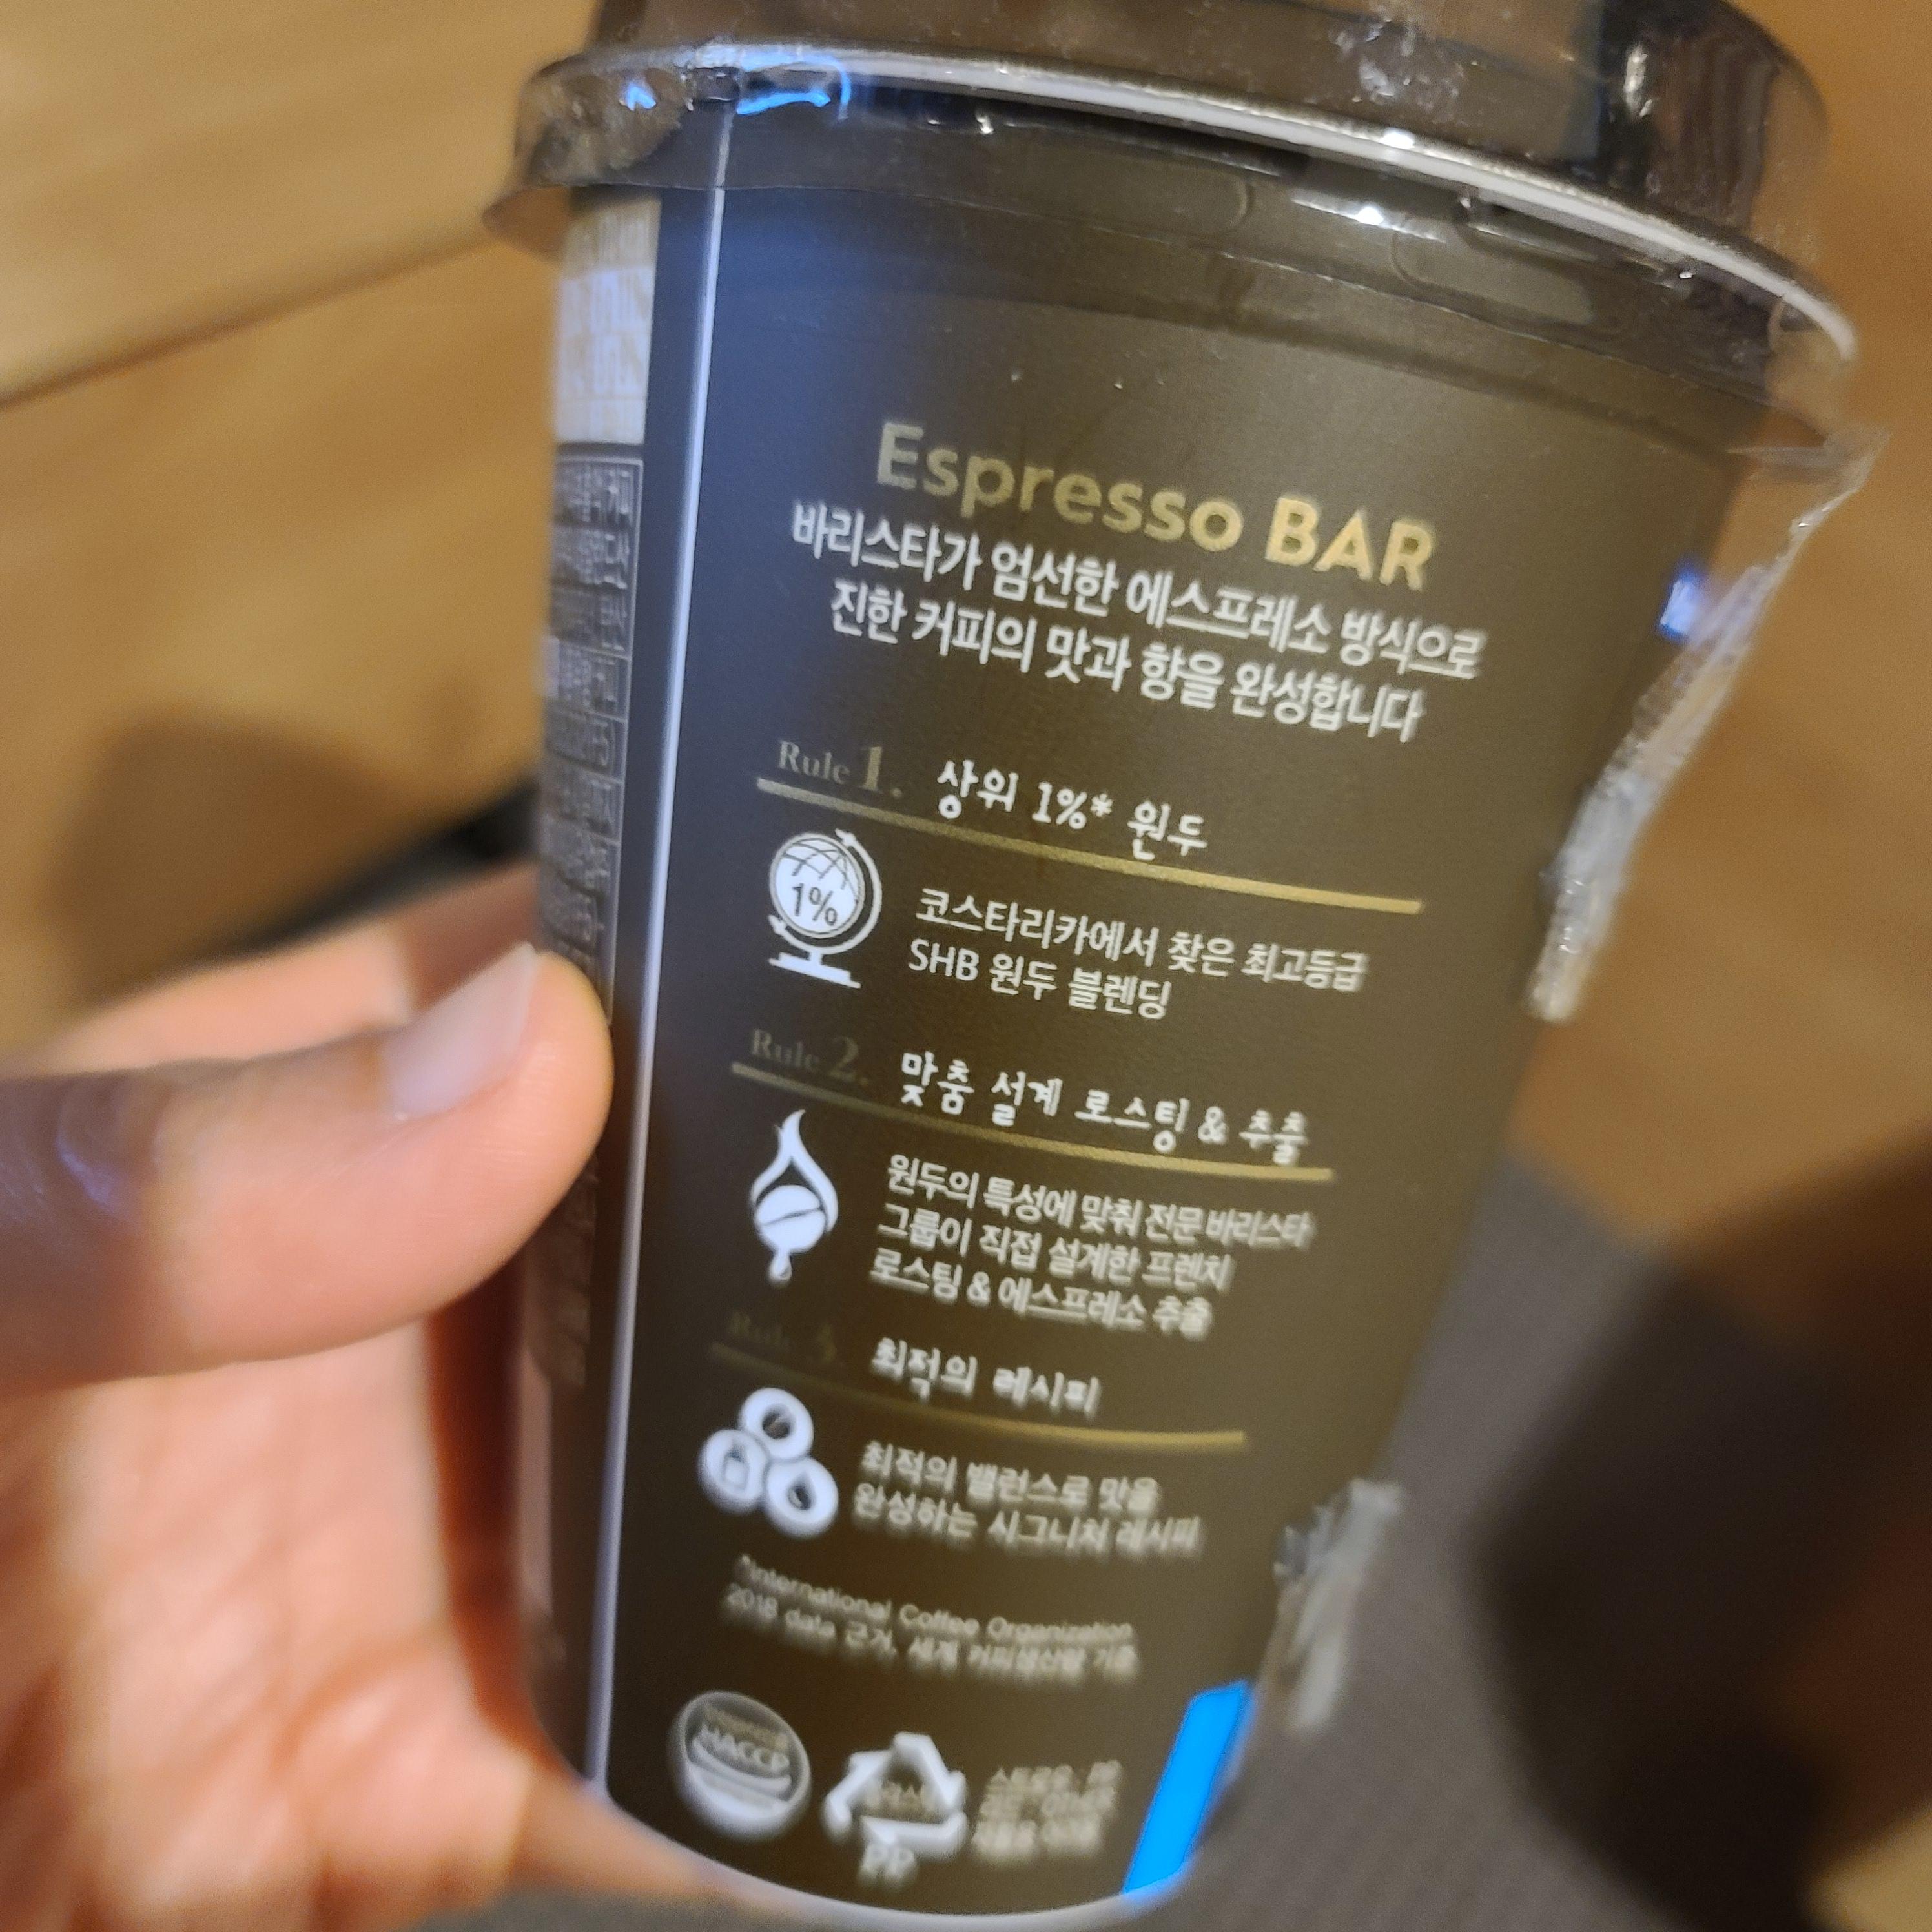 Espresso BAR
바리스타가 엄선한 에스프레소 방식으로
진한 커피의 맛과 향을 완성합니다
Rule 1. 상위 1%* 원두
1%
코스타리카에서 찾은 최고등급
SHB 원두 블렌딩
Rule 2. 맞춤 설계 로스팅 & 추출
원두의 특성에 맞춰 전문 바리스타
그룹이 직접 설계한 프렌치
로스팅 & 에스프레소 추출
Rule 3. 최적의 레시피
최적의 밸런스로 맛을
완성하는 시그니처 레시피
*International Coffee Organization
2018 data 근거, 세계 커피생산량 기준
HACCP
PP